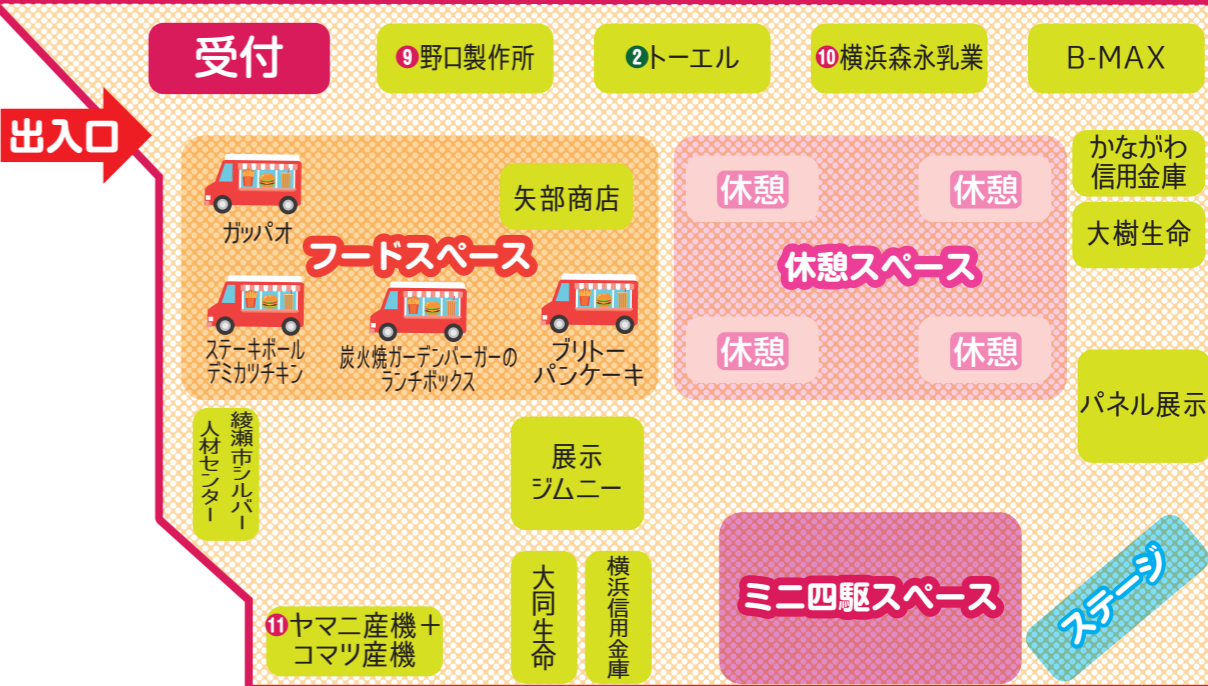 受付
❾野口製作所
❷トーエル
❿横浜森永乳業
B-MAX
出入口
ガッパオ
矢部商店
フードスペース
ステーキボール
デミカツチキン
炭火焼ガーデンバーガーの
ランチボックス
ブリトー
パンケーキ
休憩
休憩
休憩スペース
休憩
休憩
かながわ
信用金庫
大樹生命
パネル展示
綾瀬市シルバー
人材センター
展示
ジムニー
⓫ヤマニ産機＋
コマツ産機
大同生命
横浜信用金庫
ミニ四駆スペース
ステージ